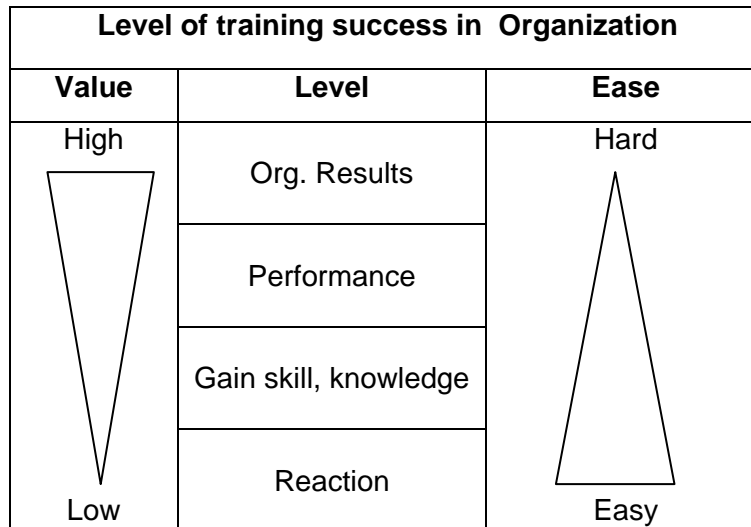 Level of training success in Organization
Value Level Ease
High Hard
Org. Results
Performance
Gain skill, knowledge
Reaction
Low Easy